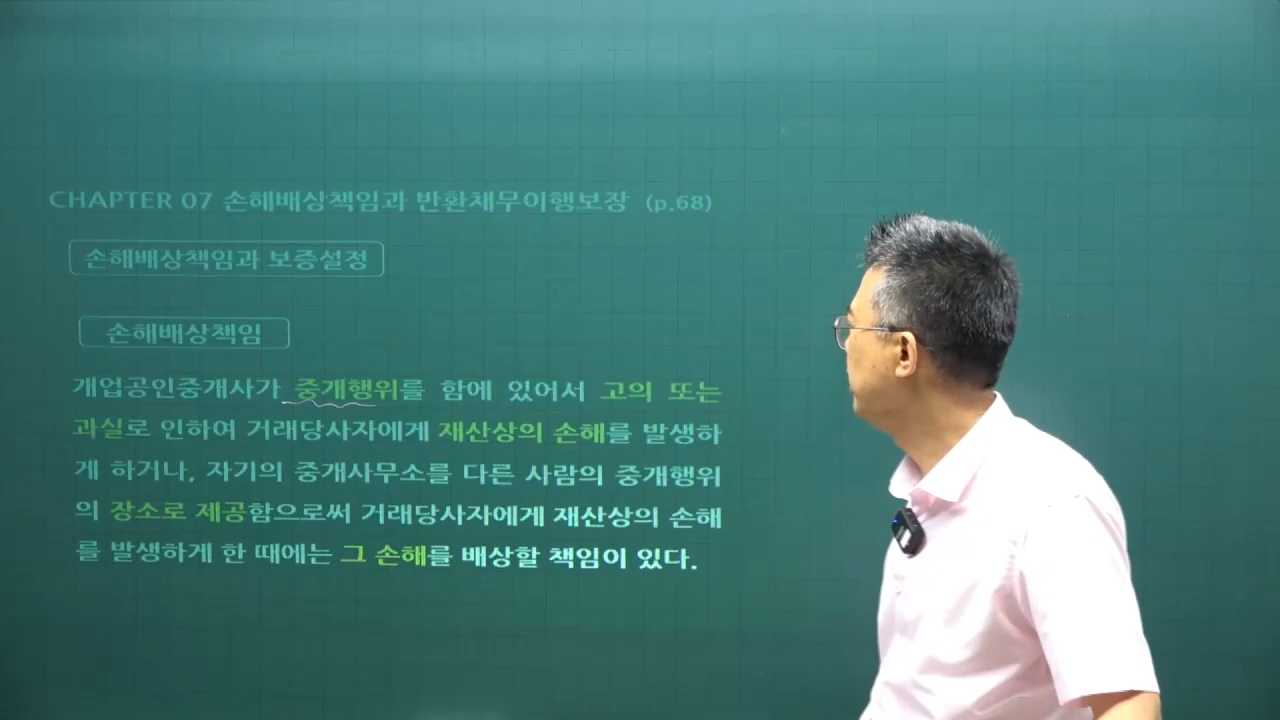 CHAPTER 07 손해배상책임과 반환채무이행보장 (p.68)
손해배상책임과 보증설정
손해배상책임
개업공인중개사가 중개행위를 함에 있어서 고의 또는
과실로 인하여 거래당사자에게 재산상의 손해를 발생하
게 하거나, 자기의 중개사무소를 다른 사람의 중개행위
의 장소로 제공함으로써 거래당사자에게 재산상의 손해
를 발생하게 한 때에는 그 손해를 배상할 책임이 있다.